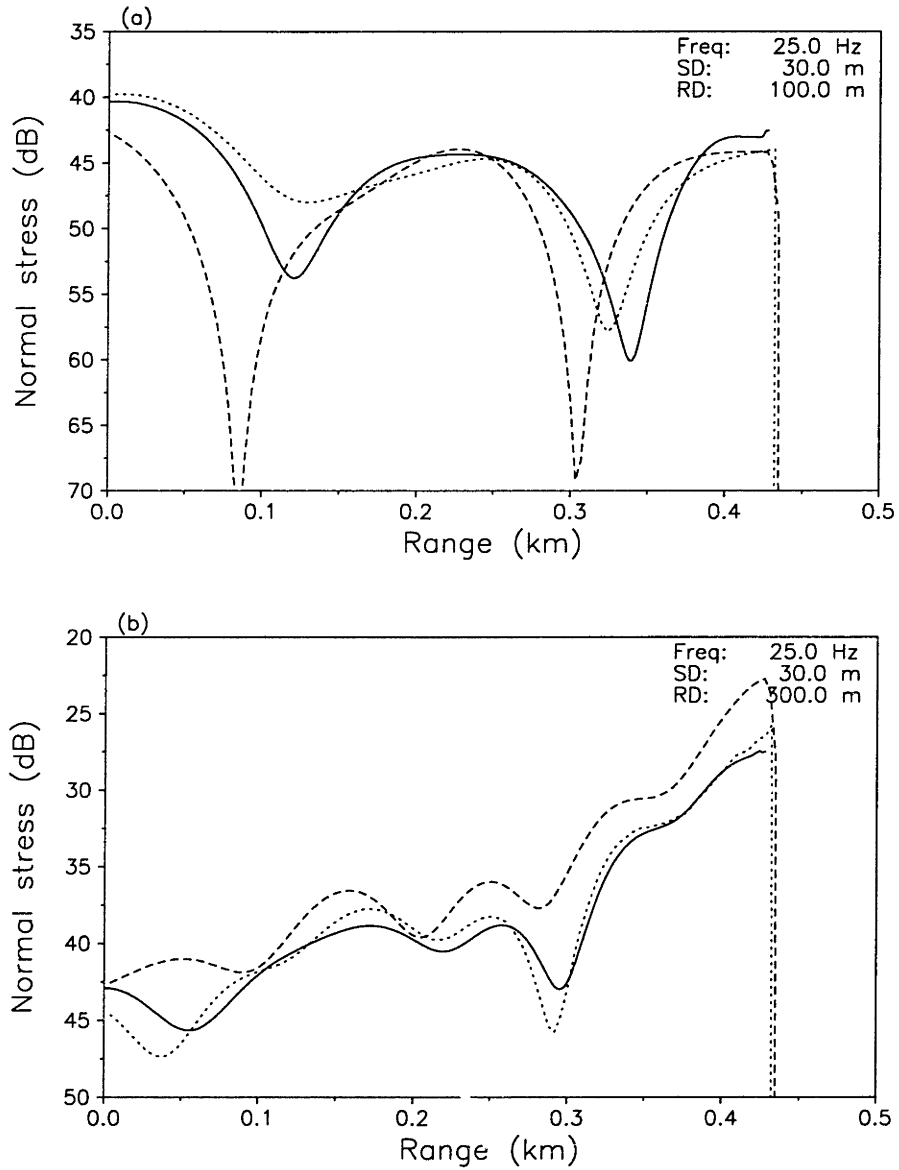 (a)
35
40
45
50
55
60
65
70
Normal stress (dB)
Freq: 25.0 Hz
SD: 30.0 m
RD: 100.0 m
0.0 0.1 0.2 0.3 0.4 0.5
Range (km)
(b)
20
25
30
35
40
45
50
Normal stress (dB)
Freq: 25.0 Hz
SD: 30.0 m
RD: 300.0 m
0.0 0.1 0.2 0.3 0.4 0.5
Range (km)